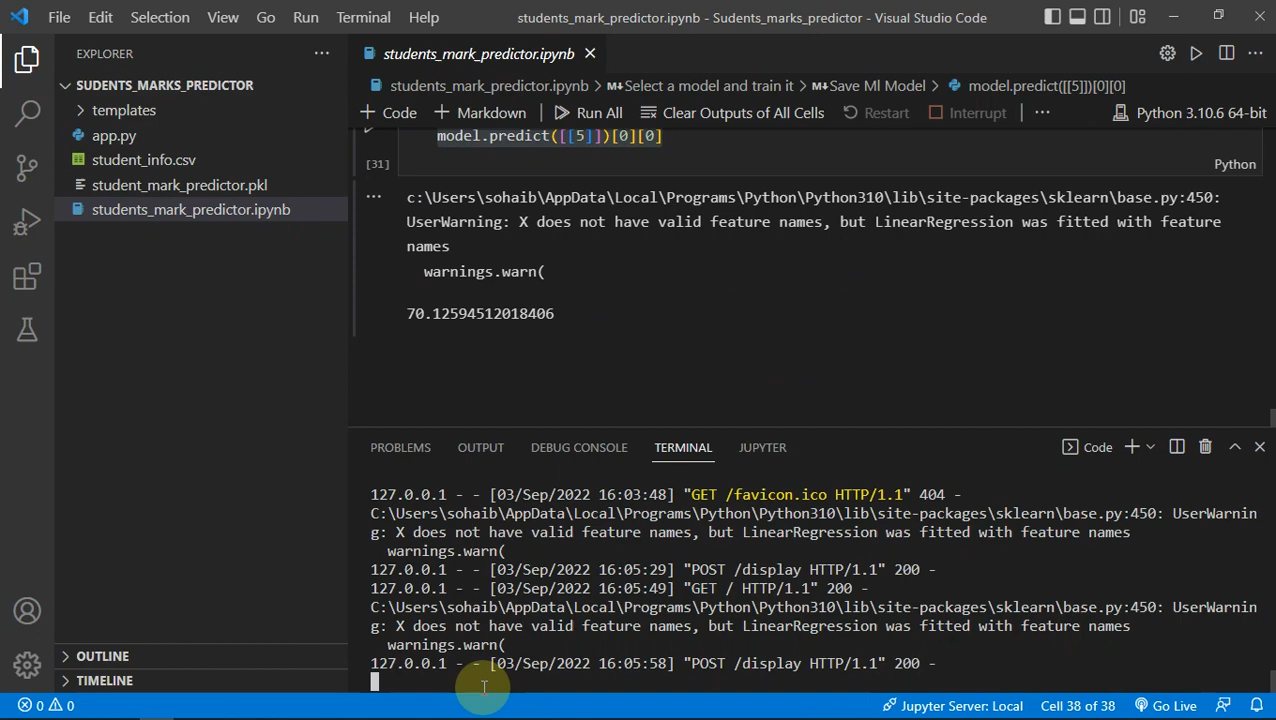 File Edit Selection View Go Run Terminal Help students_mark_predictor.ipynb - Sudents_marks_predictor - Visual Studio Code
EXPLORER
SUDENTS_MARKS_PREDICTOR
templates
app.py
student_info.csv
student_mark_predictor.pkl
students_mark_predictor.ipynb
OUTLINE
TIMELINE
students_mark_predictor.ipynb
students_mark_predictor.ipynb > M↓Select a model and train it > M↓Save Ml Model > model.predict([[5]])[0][0]
+ Code + Markdown Run All Clear Outputs of All Cells Restart Interrupt ... Python 3.10.6 64-bit
model.predict([[5]])[0][0]
[31] Python
c:\Users\sohaib\AppData\Local\Programs\Python\Python310\lib\site-packages\sklearn\base.py:450:
UserWarning: X does not have valid feature names, but LinearRegression was fitted with feature
names
warnings.warn(
70.12594512018406
PROBLEMS OUTPUT DEBUG CONSOLE TERMINAL JUPYTER Code
127.0.0.1 - - [03/Sep/2022 16:03:48] "GET /favicon.ico HTTP/1.1" 404 -
C:\Users\sohaib\AppData\Local\Programs\Python\Python310\lib\site-packages\sklearn\base.py:450: UserWarnin
g: X does not have valid feature names, but LinearRegression was fitted with feature names
warnings.warn(
127.0.0.1 - - [03/Sep/2022 16:05:29] "POST /display HTTP/1.1" 200 -
127.0.0.1 - - [03/Sep/2022 16:05:49] "GET / HTTP/1.1" 200 -
C:\Users\sohaib\AppData\Local\Programs\Python\Python310\lib\site-packages\sklearn\base.py:450: UserWarnin
g: X does not have valid feature names, but LinearRegression was fitted with feature names
warnings.warn(
127.0.0.1 - - [03/Sep/2022 16:05:58] "POST /display HTTP/1.1" 200 -
0 0 Jupyter Server: Local Cell 38 of 38 Go Live